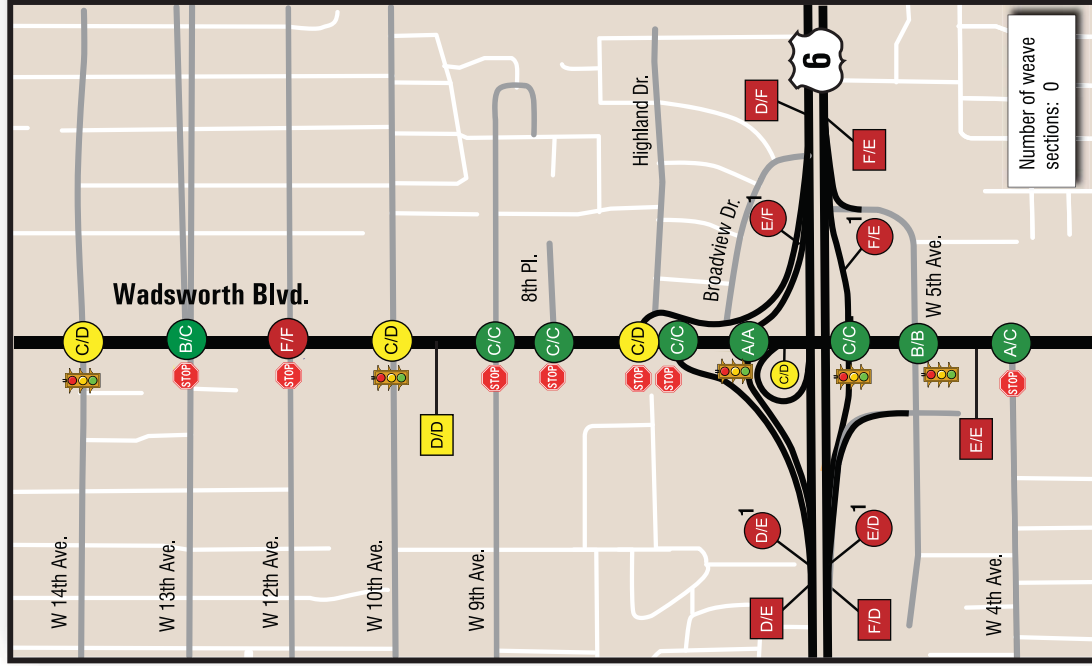 C/D
W 14th Ave.
Wadsworth Blvd.
B/C
STOP
W 13th Ave.
F/F
STOP
W 12th Ave.
C/D
W 10th Ave.
D/D
C/C
STOP
W 9th Ave.
8th Pl.
C/C
STOP
Highland Dr.
C/D
STOP
C/C
STOP
Broadview Dr.
A/A
C/D
D/F
6
F/E
E/F 1
F/E 1
D/E 1
D/E
E/D 1
F/D
C/C
W 5th Ave.
B/B
E/E
A/C
STOP
W 4th Ave.
Number of weave
sections: 0